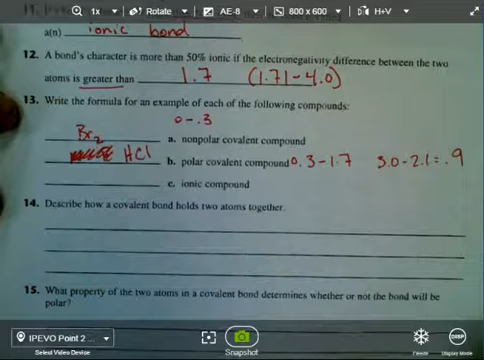 1x Rotate AE-8 800 x 600 H+V
a(n) ionic bond
12. A bond's character is more than 50% ionic if the electronegativity difference between the two
atoms is greater than 1.7 (1.71-4.0)
13. Write the formula for an example of each of the following compounds:
0-.3
Br2 a. nonpolar covalent compound
HCl b. polar covalent compound 0.3-1.7 3.0-2.1=.9
c. ionic compound
14. Describe how a covalent bond holds two atoms together.
15. What property of the two atoms in a covalent bond determines whether or not the bond will be
polar?
IPEVO Point 2 ...
Select Video Device Snapshot Freeze Display Mode